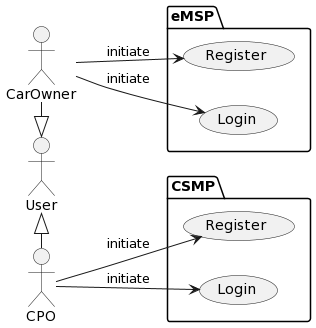 eMSP
initiate
Register
initiate
CarOwner
Login
CSMP
User
Register
initiate
initiate
Login
CPO